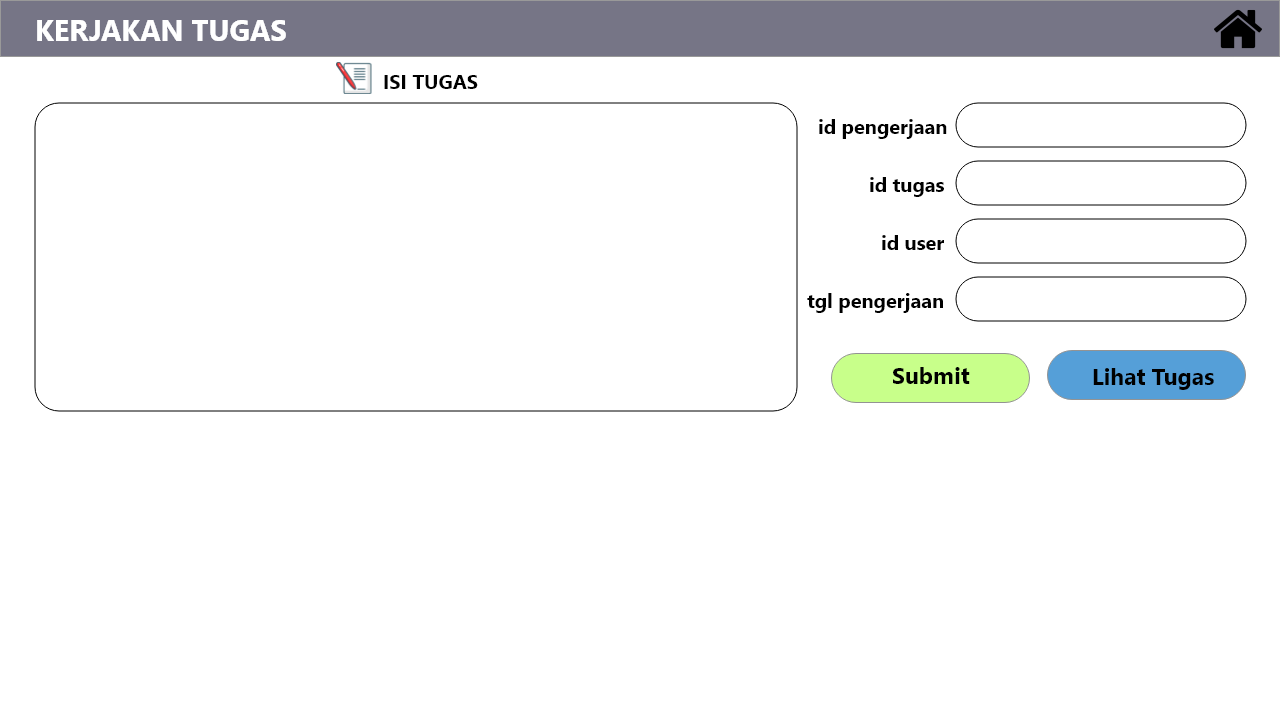 KERJAKAN TUGAS
ISI TUGAS
id pengerjaan
id tugas
id user
tgl pengerjaan
Submit
Lihat Tugas